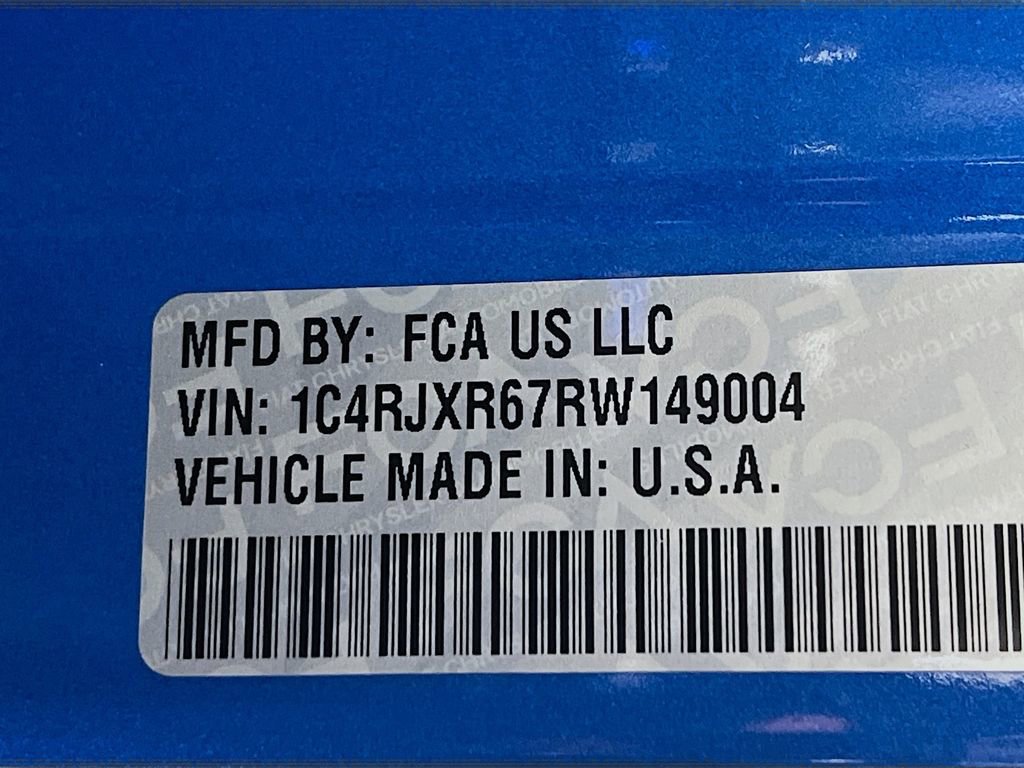 MFD BY: FCA US LLC
VIN: 1C4RJXR67RW149004
VEHICLE MADE IN: U.S.A.